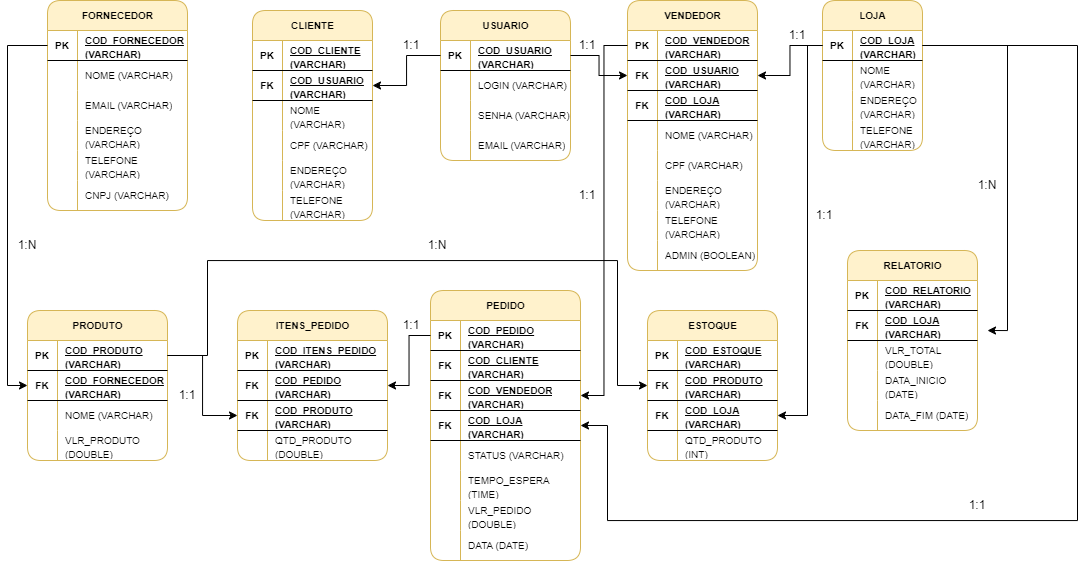 FORNECEDOR
PK
COD_FORNECEDOR
(VARCHAR)
NOME (VARCHAR)
EMAIL (VARCHAR)
ENDEREÇO
(VARCHAR)
TELEFONE
(VARCHAR)
CNPJ (VARCHAR)
CLIENTE
PK
COD_CLIENTE
(VARCHAR)
FK
COD_USUARIO
(VARCHAR)
NOME
(VARCHAR)
CPF (VARCHAR)
ENDEREÇO
(VARCHAR)
TELEFONE
(VARCHAR)
1:1
USUARIO
PK
COD_USUARIO
(VARCHAR)
LOGIN (VARCHAR)
SENHA (VARCHAR)
EMAIL (VARCHAR)
1:1
VENDEDOR
PK
COD_VENDEDOR
(VARCHAR)
FK
COD_USUARIO
(VARCHAR)
FK
COD_LOJA
(VARCHAR)
NOME (VARCHAR)
CPF (VARCHAR)
ENDEREÇO
(VARCHAR)
TELEFONE
(VARCHAR)
ADMIN (BOOLEAN)
1:1
LOJA
PK
COD_LOJA
(VARCHAR)
NOME
(VARCHAR)
ENDEREÇO
(VARCHAR)
TELEFONE
(VARCHAR)
1:N
1:1
1:1
1:N
1:N
RELATORIO
PK
COD_RELATORIO
(VARCHAR)
FK
COD_LOJA
(VARCHAR)
VLR_TOTAL
(DOUBLE)
DATA_INICIO
(DATE)
DATA_FIM (DATE)
PRODUTO
PK
COD_PRODUTO
(VARCHAR)
FK
COD_FORNECEDOR
(VARCHAR)
NOME (VARCHAR)
VLR_PRODUTO
(DOUBLE)
1:1
ITENS_PEDIDO
PK
COD_ITENS_PEDIDO
(VARCHAR)
FK
COD_PEDIDO
(VARCHAR)
FK
COD_PRODUTO
(VARCHAR)
QTD_PRODUTO
(DOUBLE)
1:1
PEDIDO
PK
COD_PEDIDO
(VARCHAR)
FK
COD_CLIENTE
(VARCHAR)
FK
COD_VENDEDOR
(VARCHAR)
FK
COD_LOJA
(VARCHAR)
STATUS (VARCHAR)
TEMPO_ESPERA
(TIME)
VLR_PEDIDO
(DOUBLE)
DATA (DATE)
ESTOQUE
PK
COD_ESTOQUE
(VARCHAR)
FK
COD_PRODUTO
(VARCHAR)
FK
COD_LOJA
(VARCHAR)
QTD_PRODUTO
(INT)
1:1